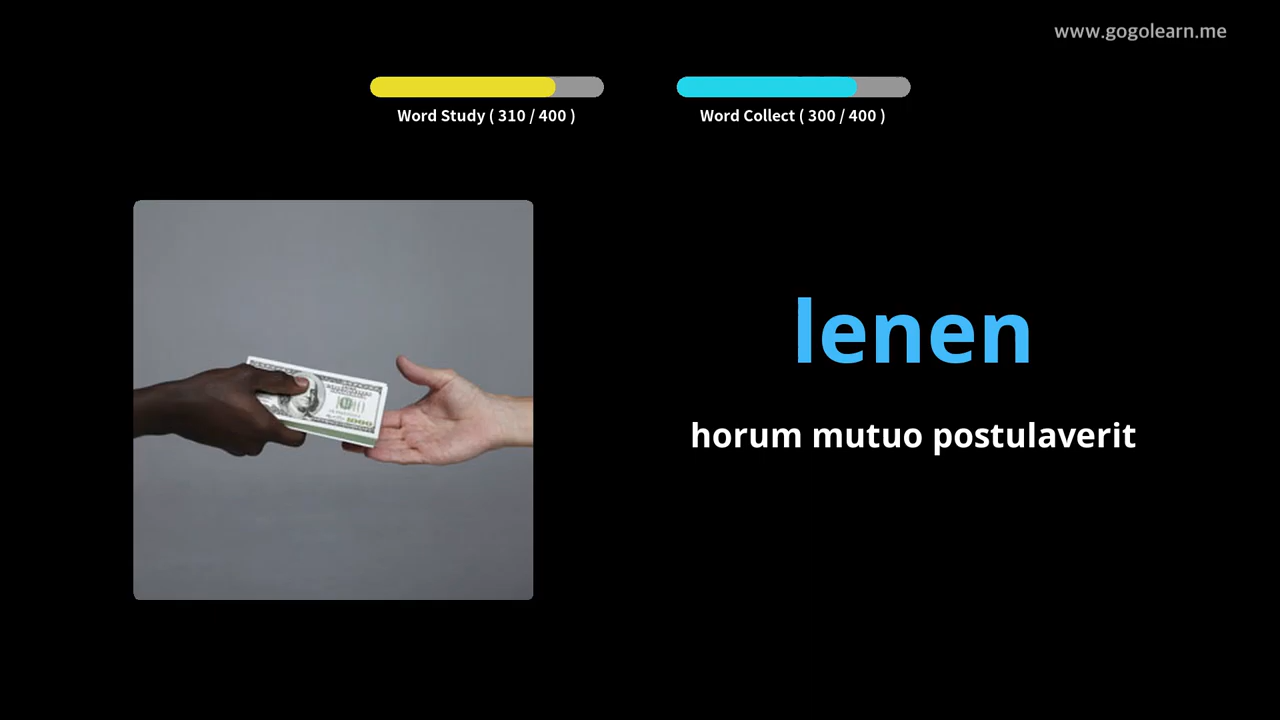 www.gogolearn.me
Word Study ( 310 / 400 )
Word Collect ( 300 / 400 )
lenen
horum mutuo postulaverit